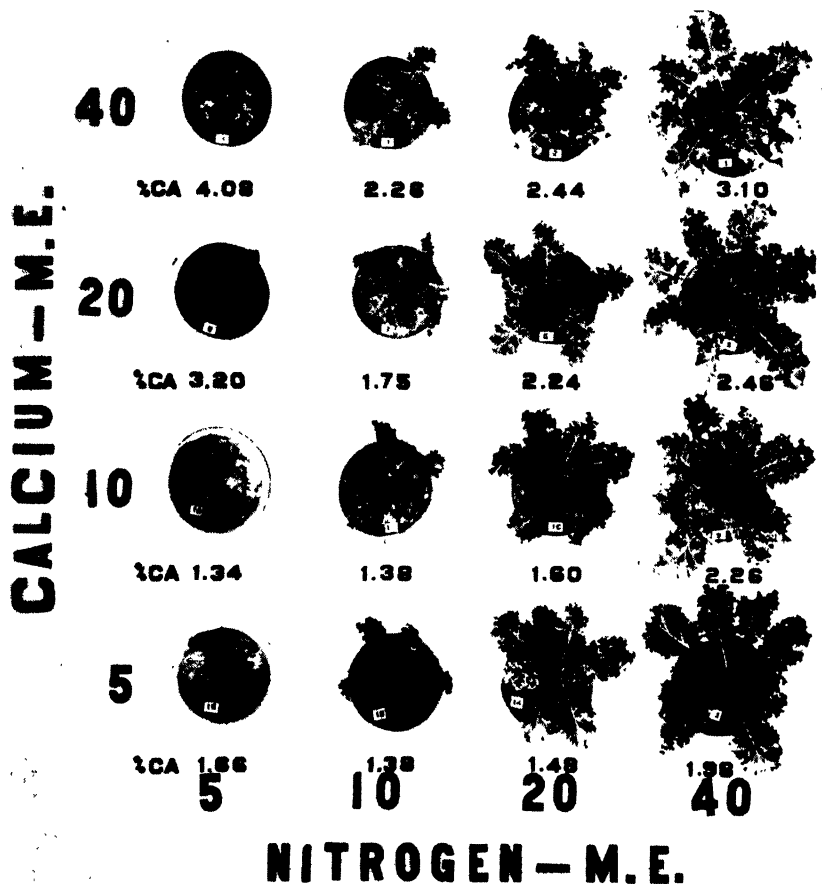 40
%CA 4.08 2.26 2.44 3.10
20
%CA 3.20 1.75 2.24 2.46
10
%CA 1.34 1.38 1.60 2.26
5
%CA 1.66 1.38 1.48 1.98
5 10 20 40
CALCIUM—M.E.
NITROGEN—M.E.